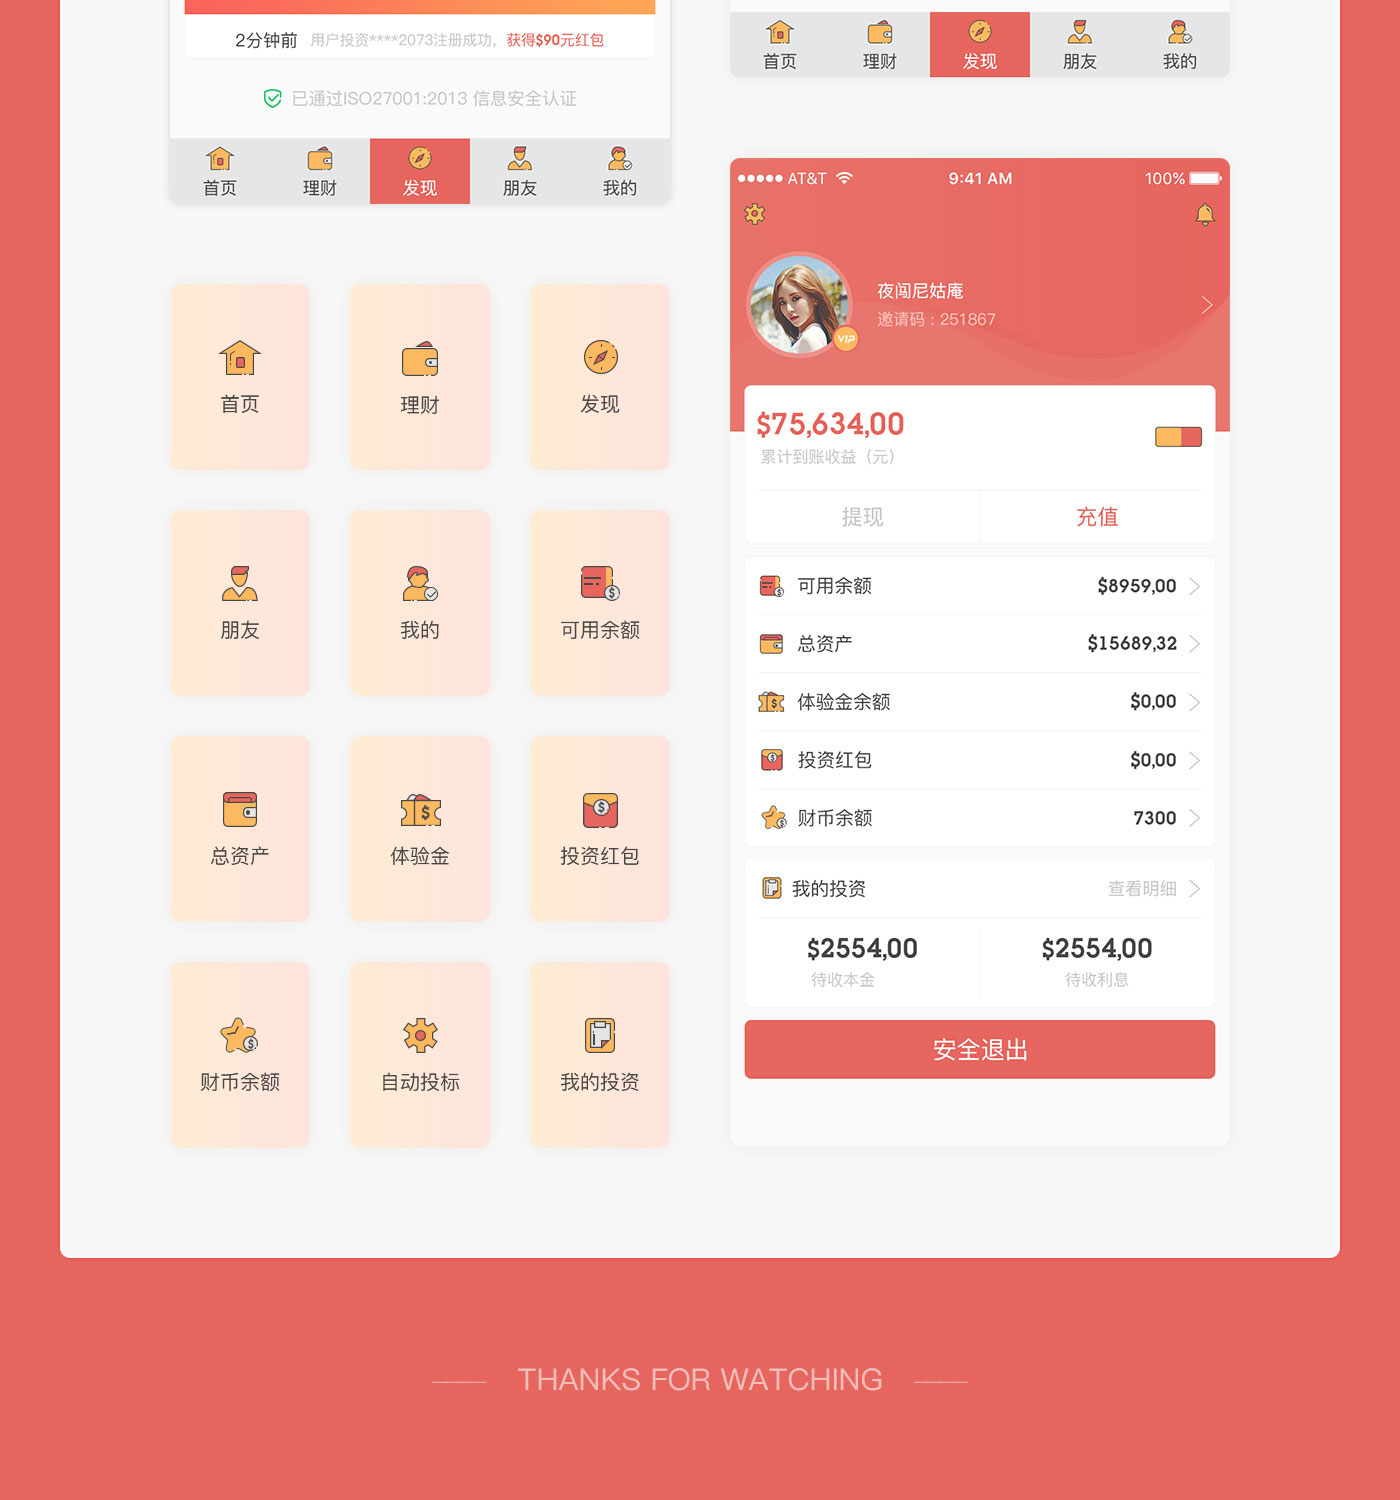 2分钟前 用户投资****2073注册成功，获得$90元红包
已通过ISO27001:2013 信息安全认证
首页 理财 发现 朋友 我的
首页 理财 发现 朋友 我的
●●●●● AT&T 9:41 AM 100%
夜闯尼姑庵
邀请码：251867
VIP
$75,634,00
累计到账收益（元）
提现 充值
可用余额 $8959,00
总资产 $15689,32
体验金余额 $0,00
投资红包 $0,00
财币余额 7300
我的投资 查看明细
$2554,00 $2554,00
待收本金 待收利息
安全退出
首页 理财 发现
朋友 我的 可用余额
总资产 体验金 投资红包
财币余额 自动投标 我的投资
THANKS FOR WATCHING